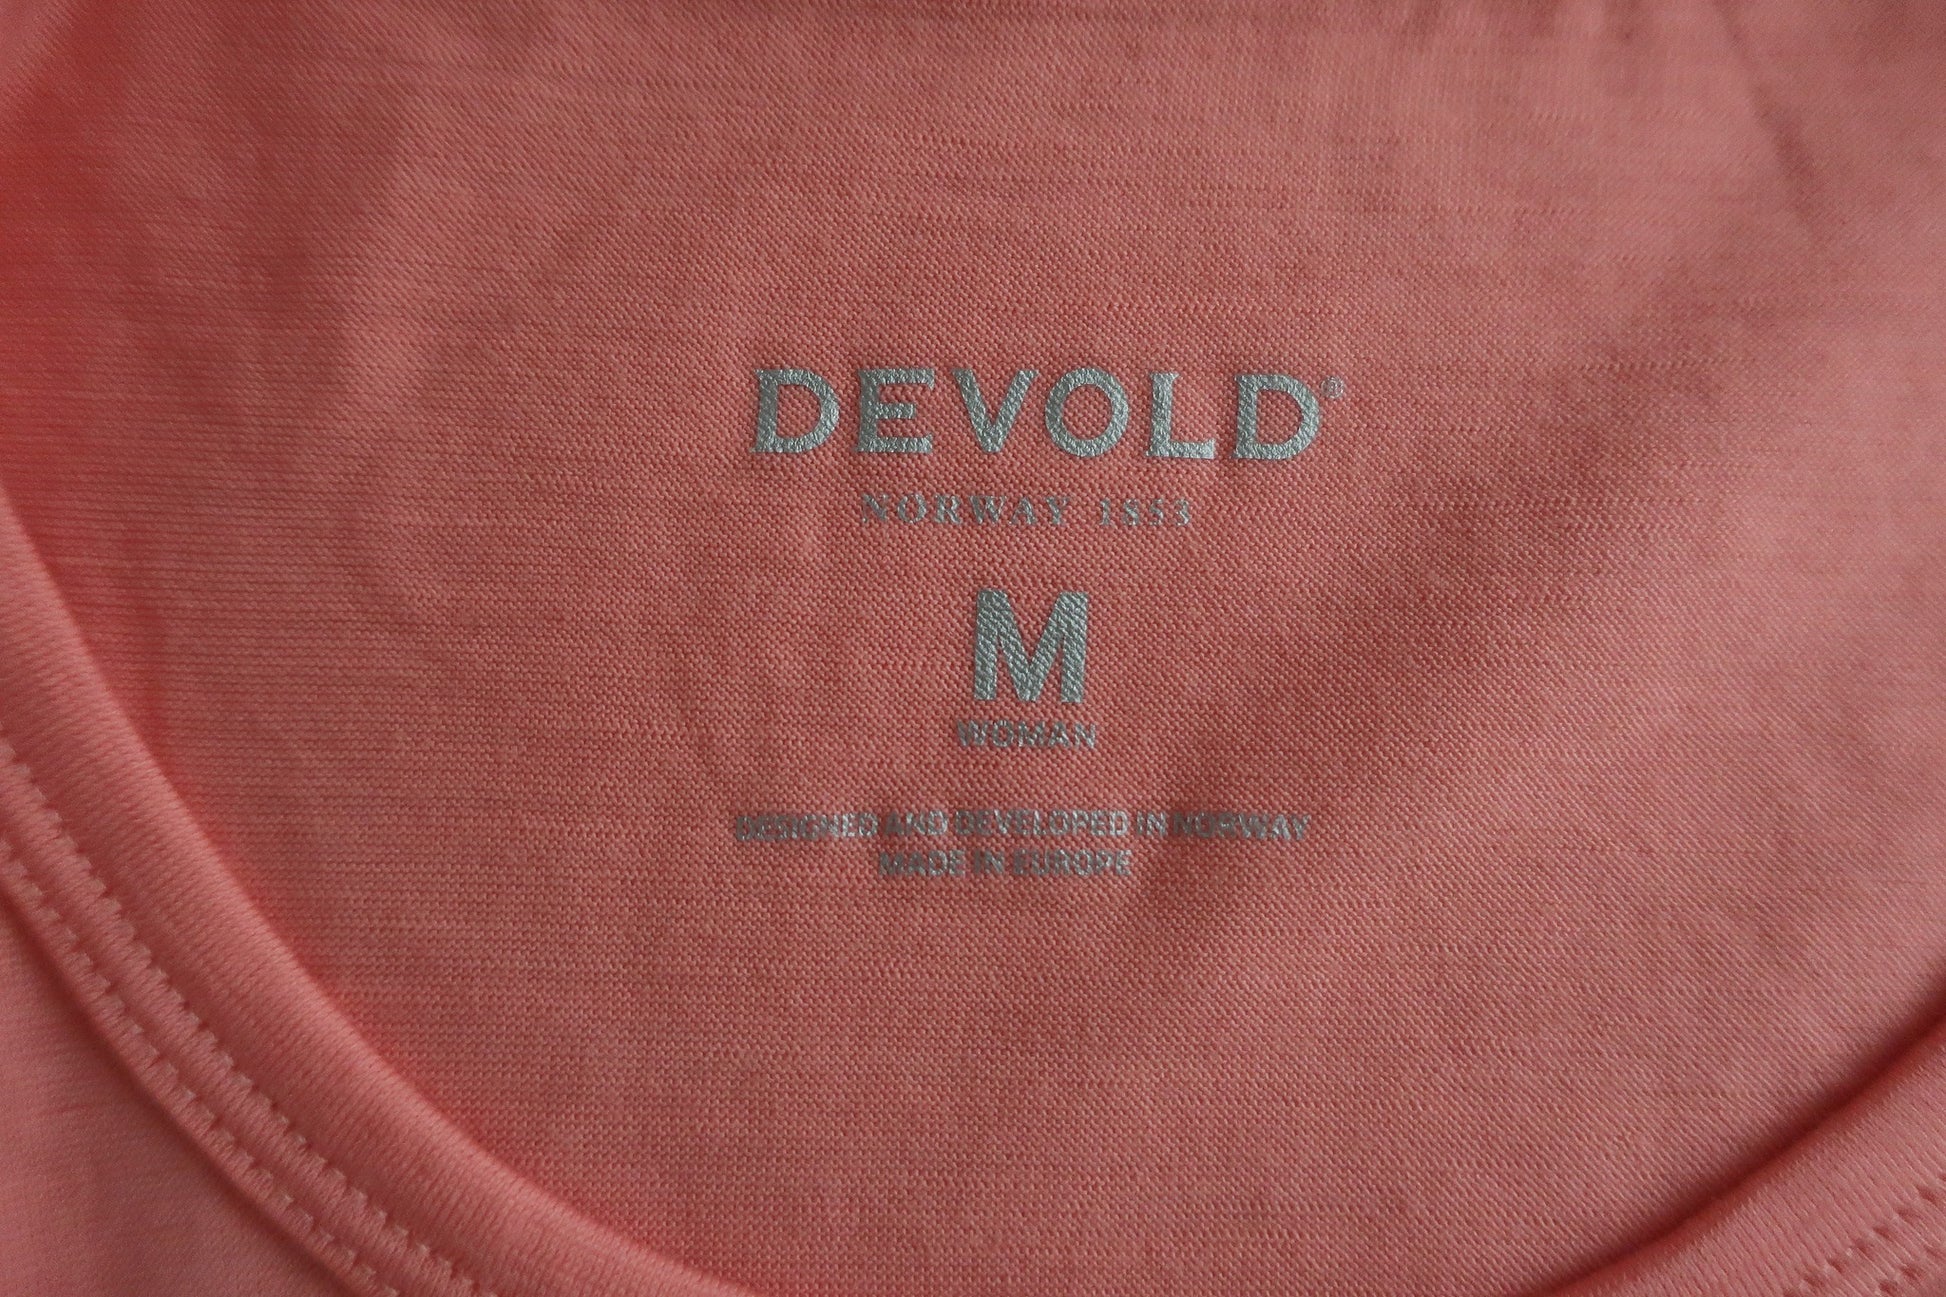 DEVOLD®
NORWAY 1853
M
WOMAN
DESIGNED AND DEVELOPED IN NORWAY
MADE IN EUROPE